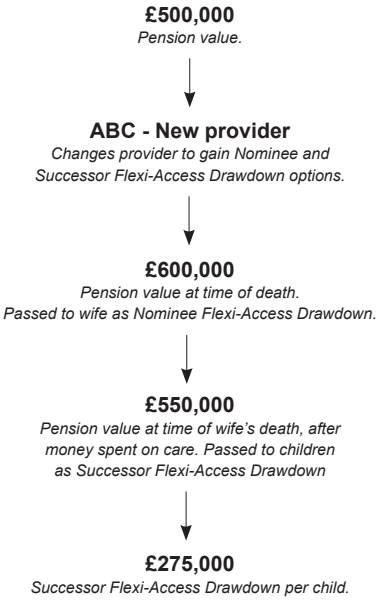 £500,000
Pension value.
ABC - New provider
Changes provider to gain Nominee and
Successor Flexi-Access Drawdown options.
£600,000
Pension value at time of death.
Passed to wife as Nominee Flexi-Access Drawdown.
£550,000
Pension value at time of wife's death, after
money spent on care. Passed to children
as Successor Flexi-Access Drawdown
£275,000
Successor Flexi-Access Drawdown per child.